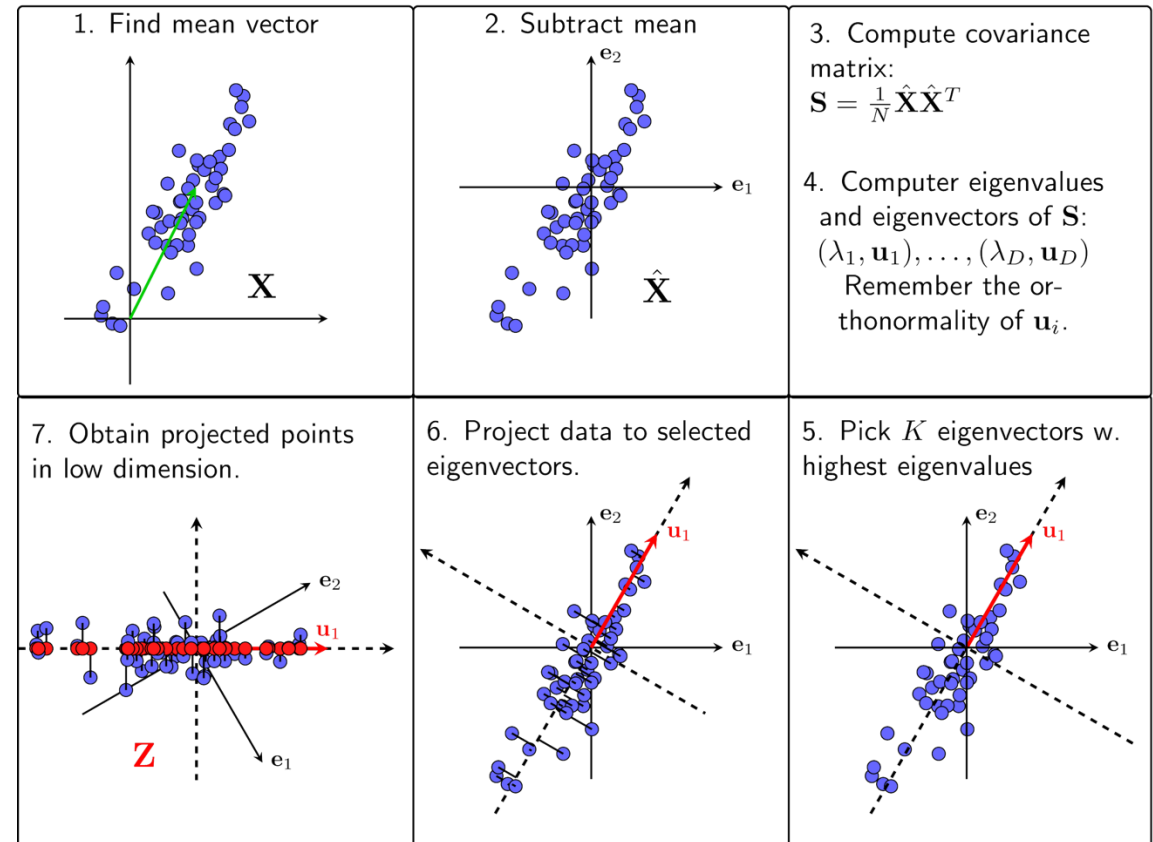 1. Find mean vector
X
2. Subtract mean
e₂
e₁
X̂
3. Compute covariance
matrix:
S = 1/N X̂X̂ᵀ
4. Computer eigenvalues
and eigenvectors of S:
(λ₁, u₁), . . . , (λ_D, u_D)
Remember the or-
thonormality of uᵢ.
7. Obtain projected points
in low dimension.
e₂
u₁
Z
e₁
6. Project data to selected
eigenvectors.
e₂
u₁
e₁
5. Pick K eigenvectors w.
highest eigenvalues
e₂
u₁
e₁